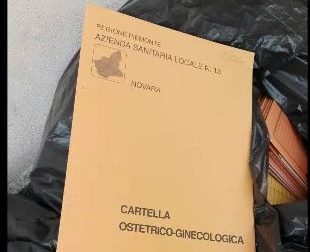 REGIONE PIEMONTE
AZIENDA SANITARIA LOCALE N. 13
NOVARA
CARTELLA
OSTETRICO-GINECOLOGICA